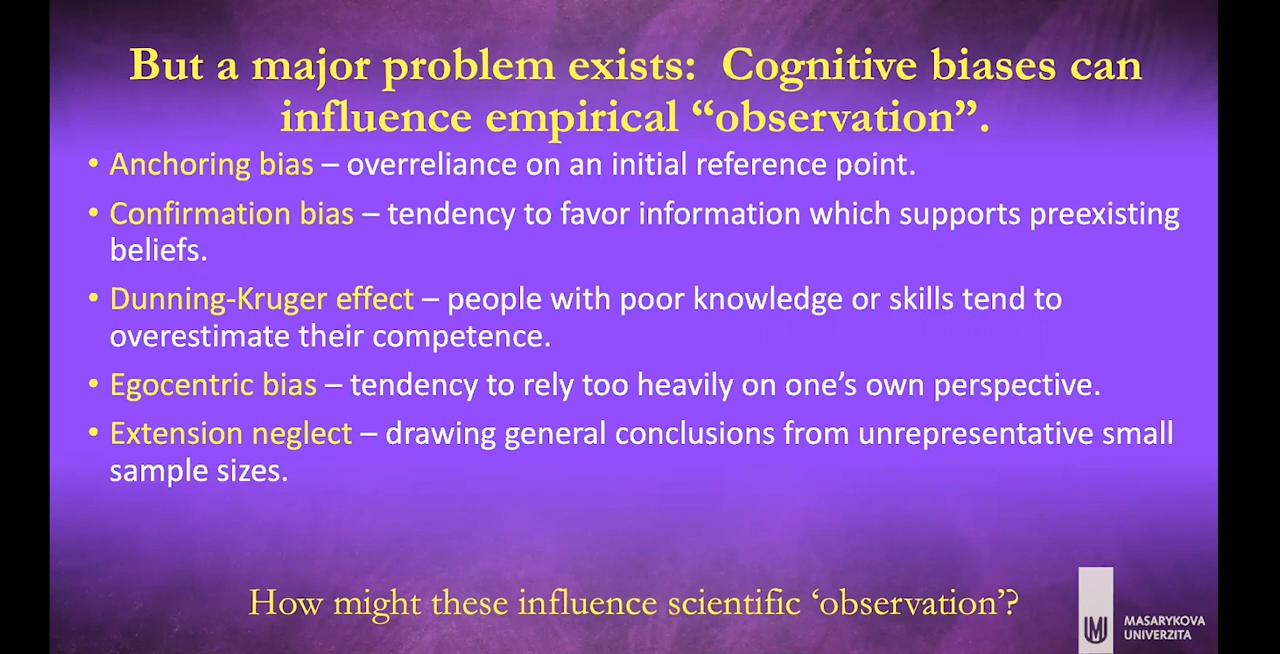 But a major problem exists:  Cognitive biases can
influence empirical “observation”.
• Anchoring bias – overreliance on an initial reference point.
• Confirmation bias – tendency to favor information which supports preexisting
beliefs.
• Dunning-Kruger effect – people with poor knowledge or skills tend to
overestimate their competence.
• Egocentric bias – tendency to rely too heavily on one’s own perspective.
• Extension neglect – drawing general conclusions from unrepresentative small
sample sizes.
How might these influence scientific ‘observation’?
MASARYKOVA
UNIVERZITA